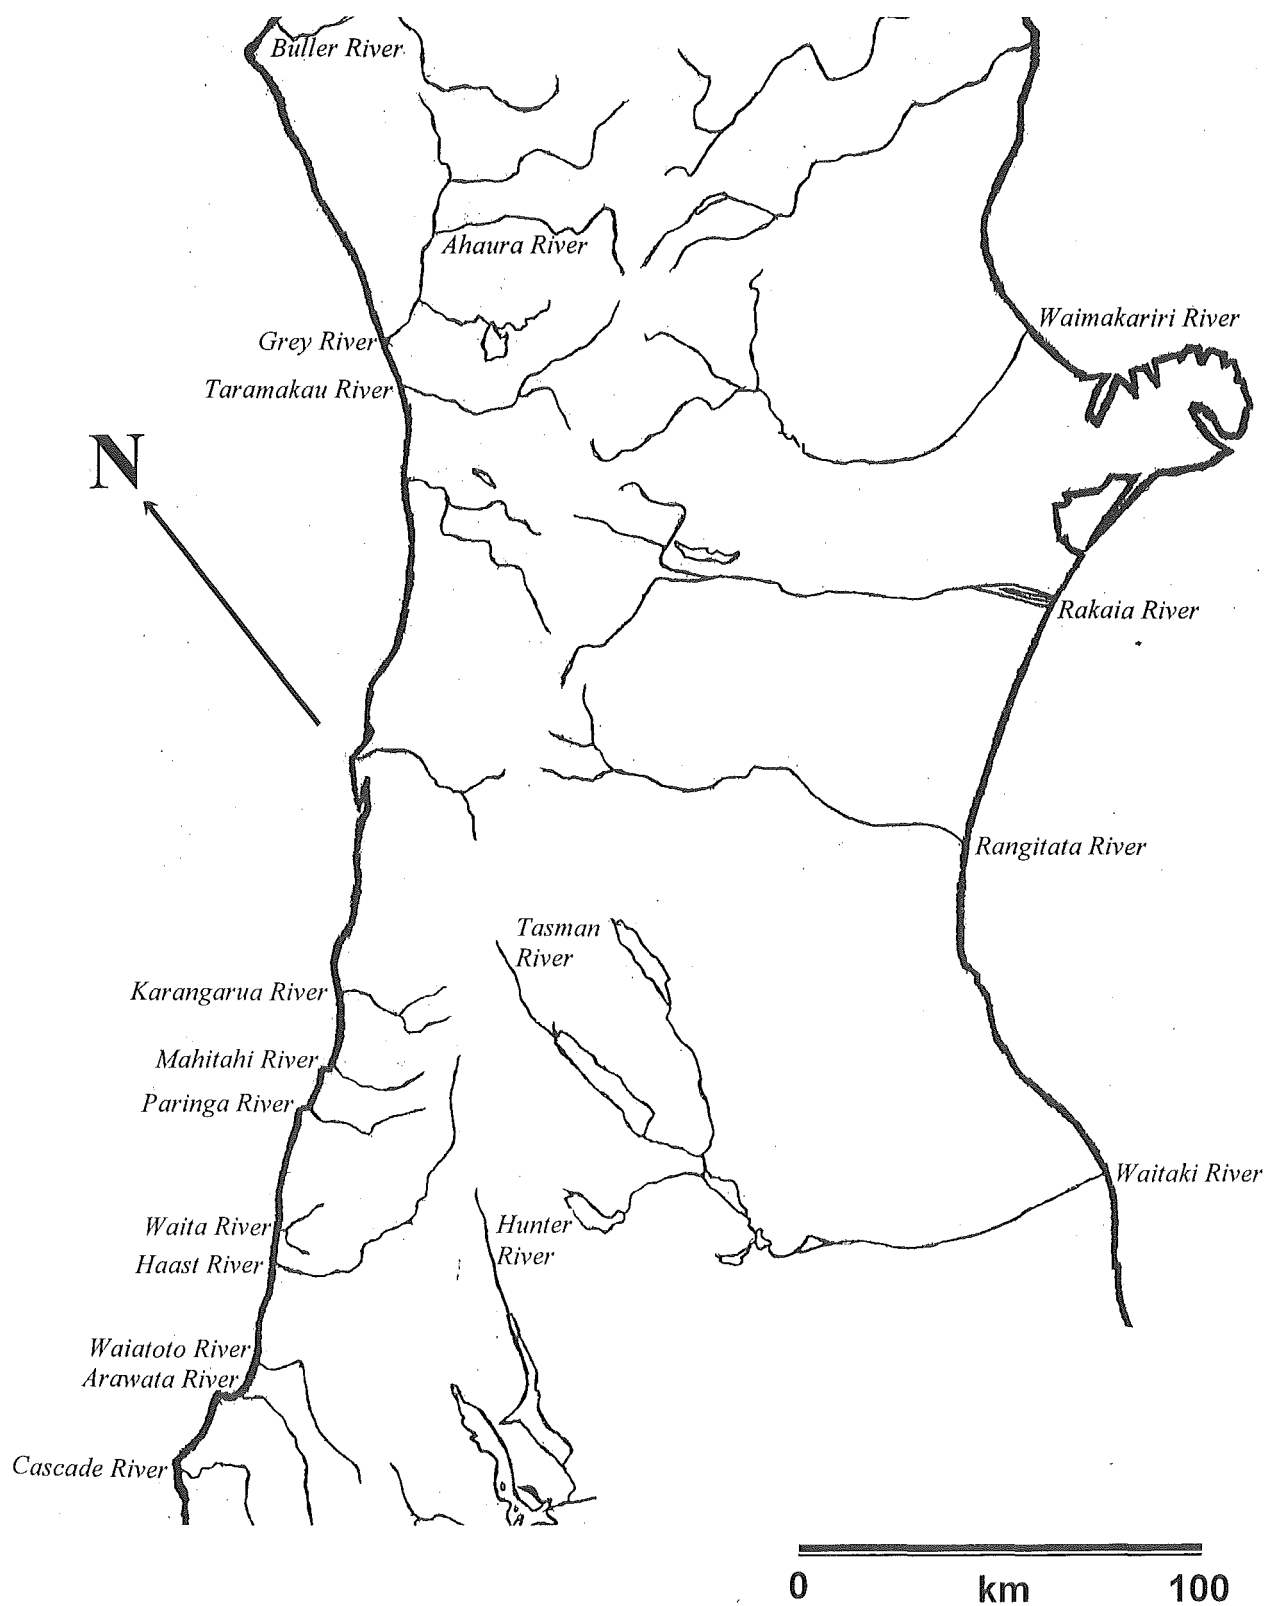 Buller River
Ahaura River
Waimakariri River
Grey River
Taramakau River
N
Rakaia River
Rangitata River
Tasman
River
Karangarua River
Mahitahi River
Paringa River
Waitaki River
Waita River
Hunter
River
Haast River
Waiatoto River
Arawata River
Cascade River
0 km 100